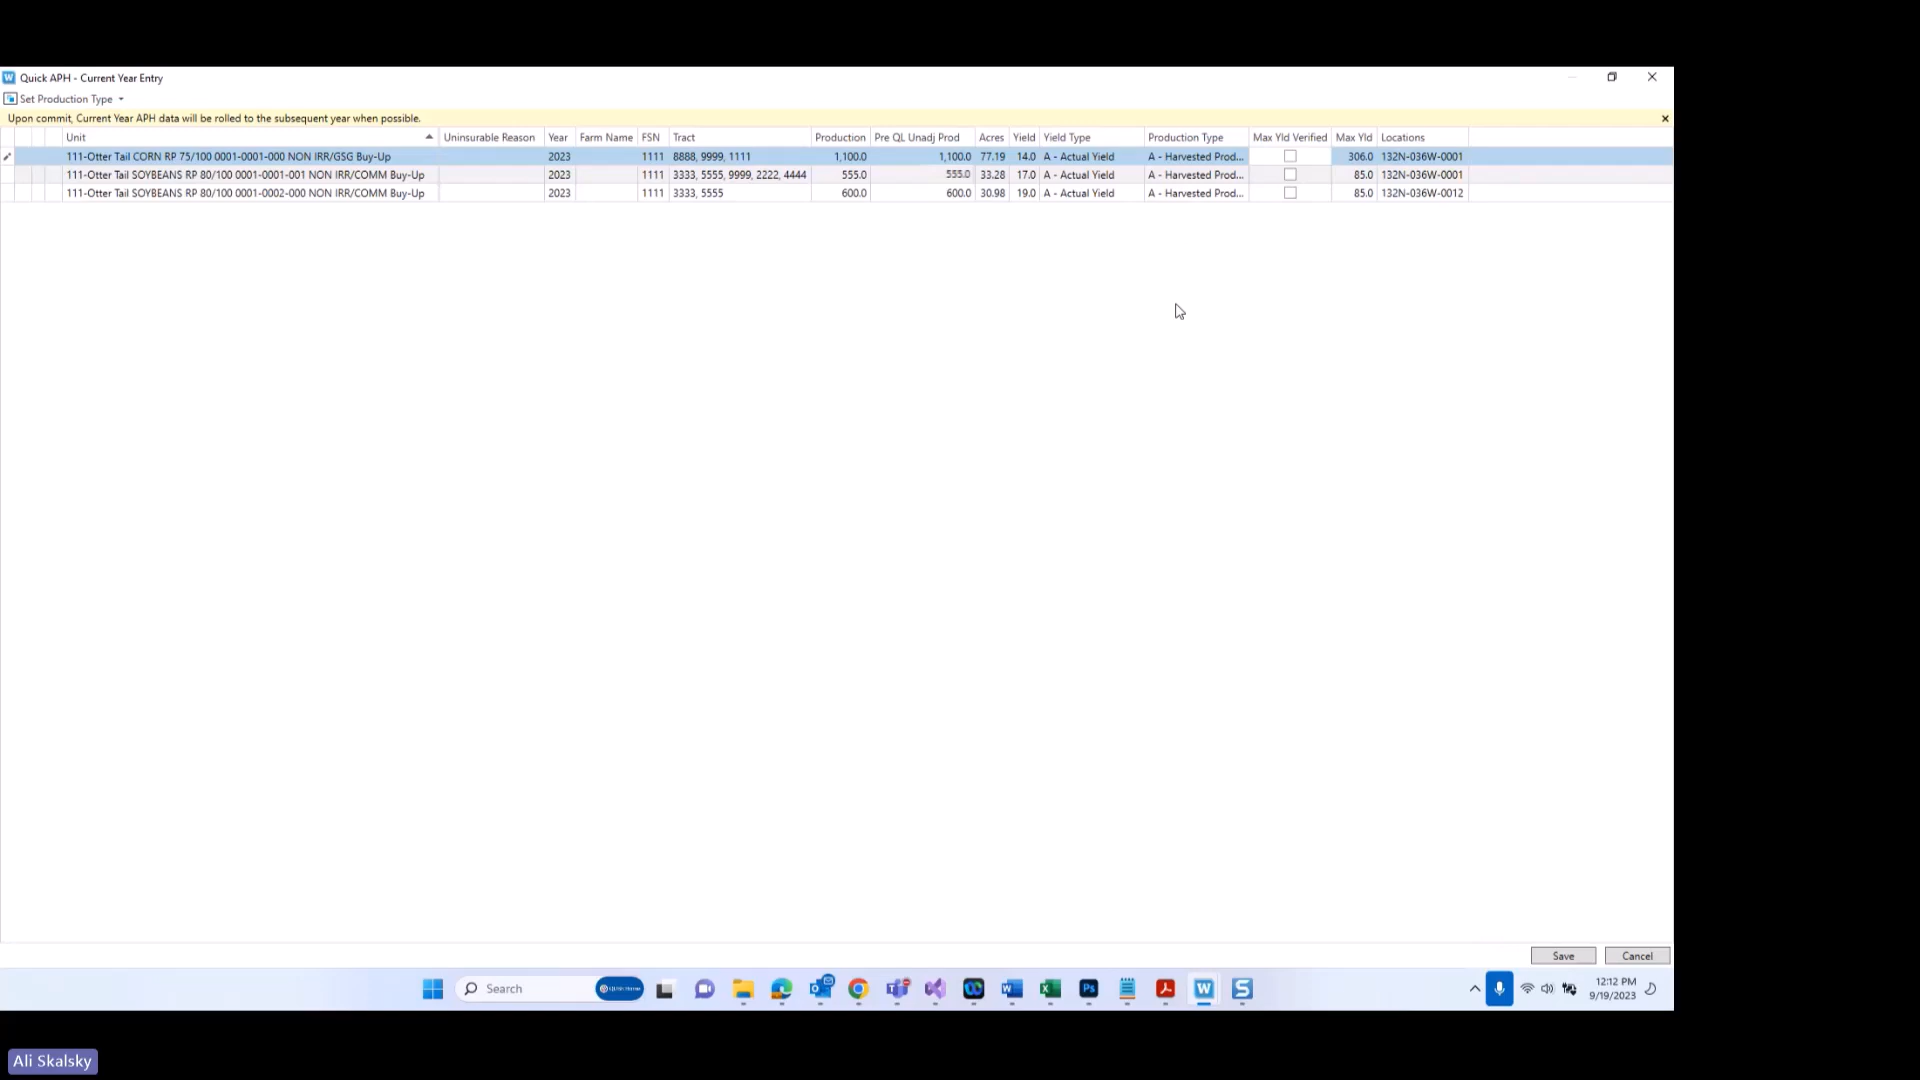 Quick APH - Current Year Entry
Set Production Type
Upon commit, Current Year APH data will be rolled to the subsequent year when possible.
Unit Uninsurable Reason Year Farm Name FSN Tract Production Pre QL Unadj Prod Acres Yield Yield Type Production Type Max Yld Verified Max Yld Locations
111-Otter Tail CORN RP 75/100 0001-0001-000 NON IRR/GSG Buy-Up 2023 1111 8888, 9999, 1111 1,100.0 1,100.0 77.19 14.0 A - Actual Yield A - Harvested Prod... 306.0 132N-036W-0001
111-Otter Tail SOYBEANS RP 80/100 0001-0001-001 NON IRR/COMM Buy-Up 2023 1111 3333, 5555, 9999, 2222, 4444 555.0 555.0 33.28 17.0 A - Actual Yield A - Harvested Prod... 85.0 132N-036W-0001
111-Otter Tail SOYBEANS RP 80/100 0001-0002-000 NON IRR/COMM Buy-Up 2023 1111 3333, 5555 600.0 600.0 30.98 19.0 A - Actual Yield A - Harvested Prod... 85.0 132N-036W-0012
Save Cancel
Search
12:12 PM
9/19/2023
Ali Skalsky